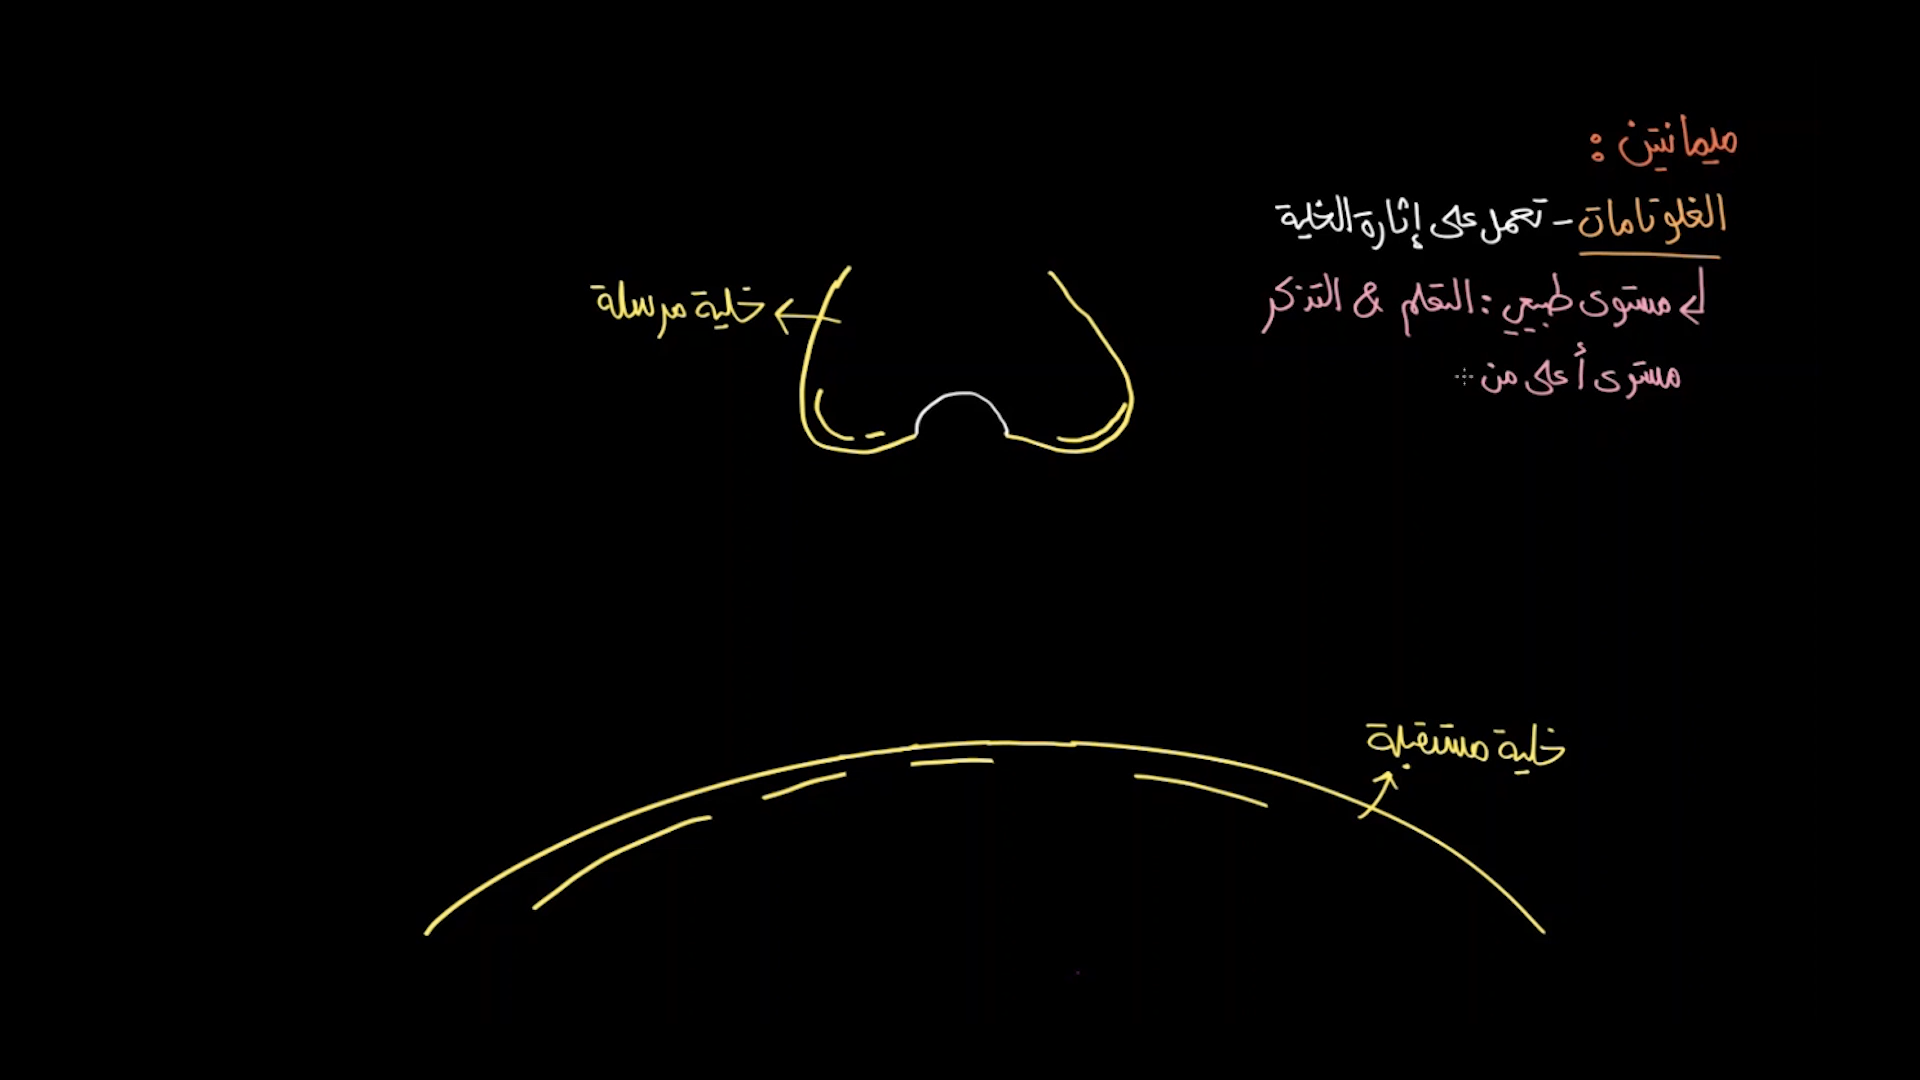 ميمانتين :
الغلوتامات - تعمل على إثارة الخلية
مستوى طبيعي : التعلم & التذكر
مستوى أعلى من
خلية مرسلة
خلية مستقبلة